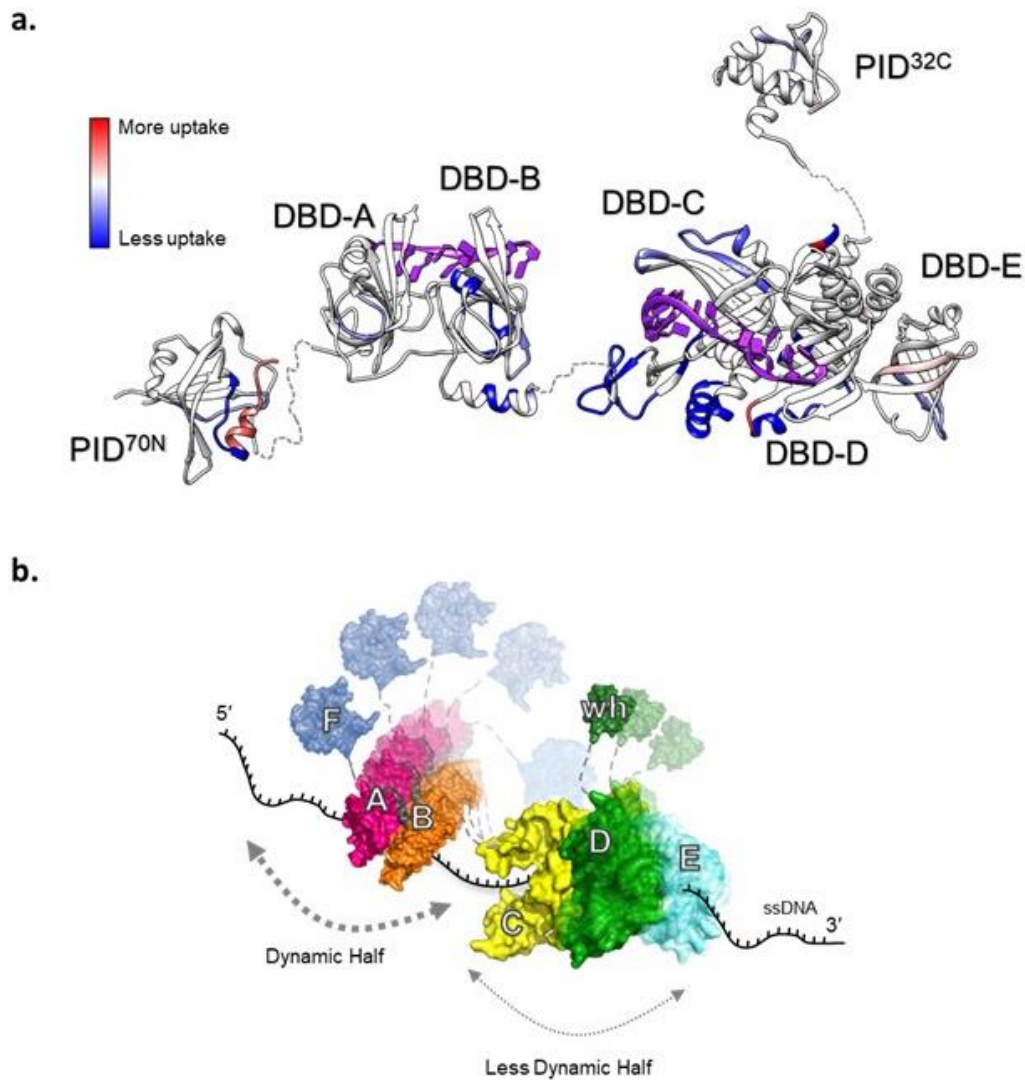 a.
PID32C
More uptake
Less uptake
DBD-A
DBD-B
DBD-C
DBD-E
PID70N
DBD-D
b.
5′
F
A
B
wh
D
E
C
ssDNA
3′
Dynamic Half
Less Dynamic Half